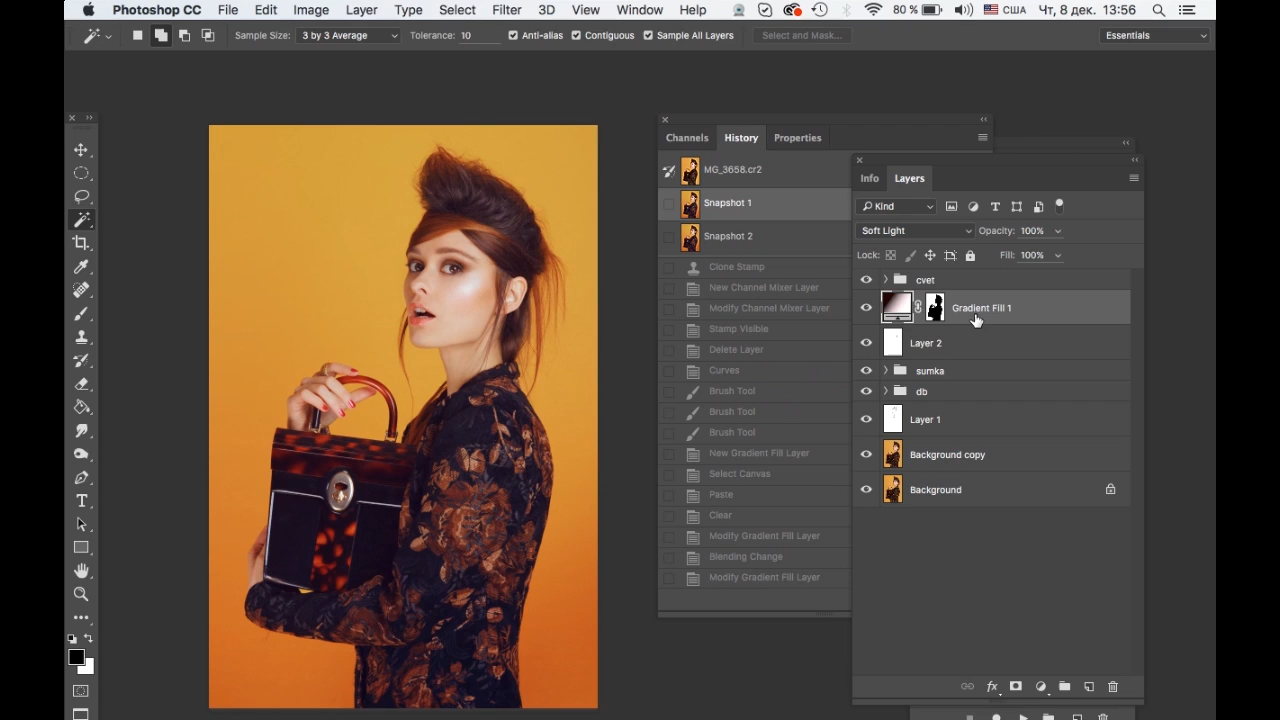 Photoshop CC File Edit Image Layer Type Select Filter 3D View Window Help 80 % США Чт, 8 дек. 13:56
Sample Size: 3 by 3 Average Tolerance: 10 Anti-alias Contiguous Sample All Layers Select and Mask... Essentials
Channels History Properties
MG_3658.cr2
Snapshot 1
Snapshot 2
Clone Stamp
New Channel Mixer Layer
Modify Channel Mixer Layer
Stamp Visible
Delete Layer
Curves
Brush Tool
Brush Tool
Brush Tool
New Gradient Fill Layer
Select Canvas
Paste
Clear
Modify Gradient Fill Layer
Blending Change
Modify Gradient Fill Layer
Info Layers
Kind
Soft Light Opacity: 100%
Lock: Fill: 100%
cvet
Gradient Fill 1
Layer 2
sumka
db
Layer 1
Background copy
Background
fx